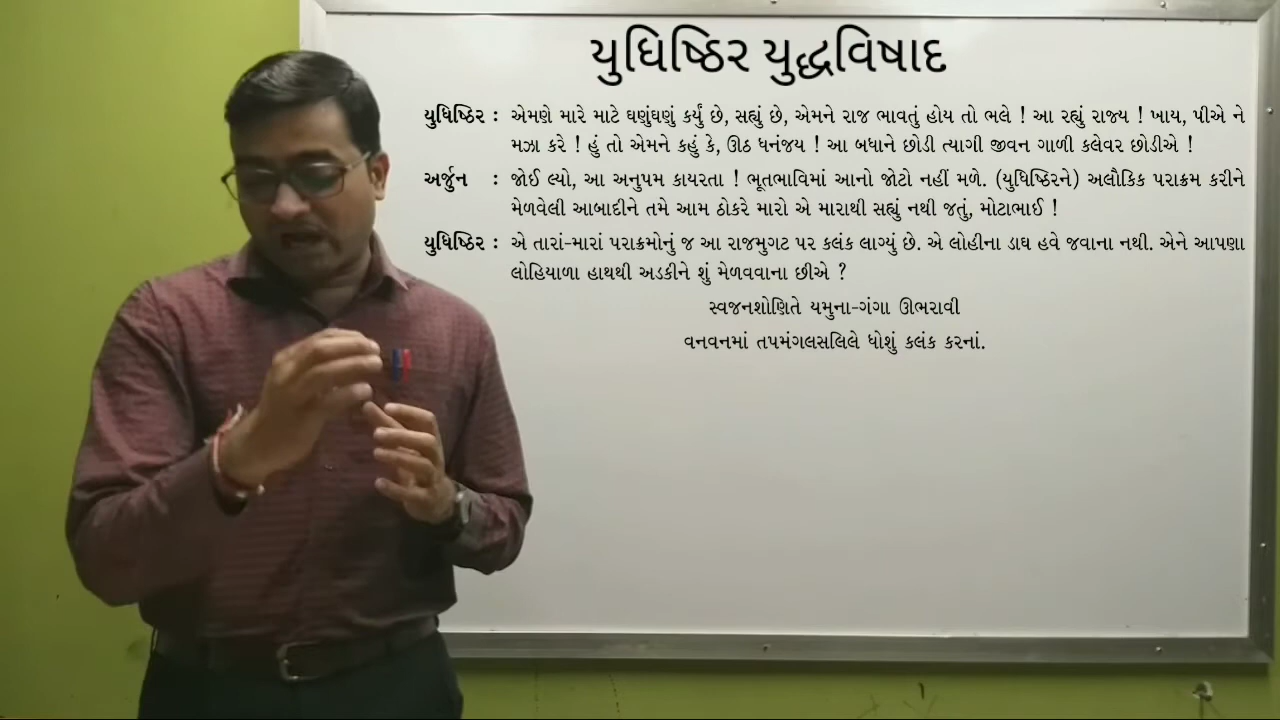 યુધિષ્ઠિર યુદ્ધવિષાદ
યુધિષ્ઠિર : એમણે મારે માટે ઘણુંઘણું કર્યું છે, સહ્યું છે, એમને રાજ ભાવતું હોય તો ભલે ! આ રહ્યું રાજ્ય ! ખાય, પીએ ને
મઝા કરે ! હું તો એમને કહું કે, ઊઠ ધનંજય ! આ બધાને છોડી ત્યાગી જીવન ગાળી કલેવર છોડીએ !
અર્જુન : જોઈ લ્યો, આ અનુપમ કાયરતા ! ભૂતભાવિમાં આનો જોટો નહીં મળે. (યુધિષ્ઠિરને) અલૌકિક પરાક્રમ કરીને
મેળવેલી આબાદીને તમે આમ ઠોકરે મારો એ મારાથી સહ્યું નથી જતું, મોટાભાઈ !
યુધિષ્ઠિર : એ તારાં-મારાં પરાક્રમોનું જ આ રાજમુગટ પર કલંક લાગ્યું છે. એ લોહીના ડાઘ હવે જવાના નથી. એને આપણા
લોહિયાળા હાથથી અડકીને શું મેળવવાના છીએ ?
સ્વજનશોણિતે યમુના-ગંગા ઊભરાવી
વનવનમાં તપમંગલસલિલે ધોશું કલંક કરનાં.